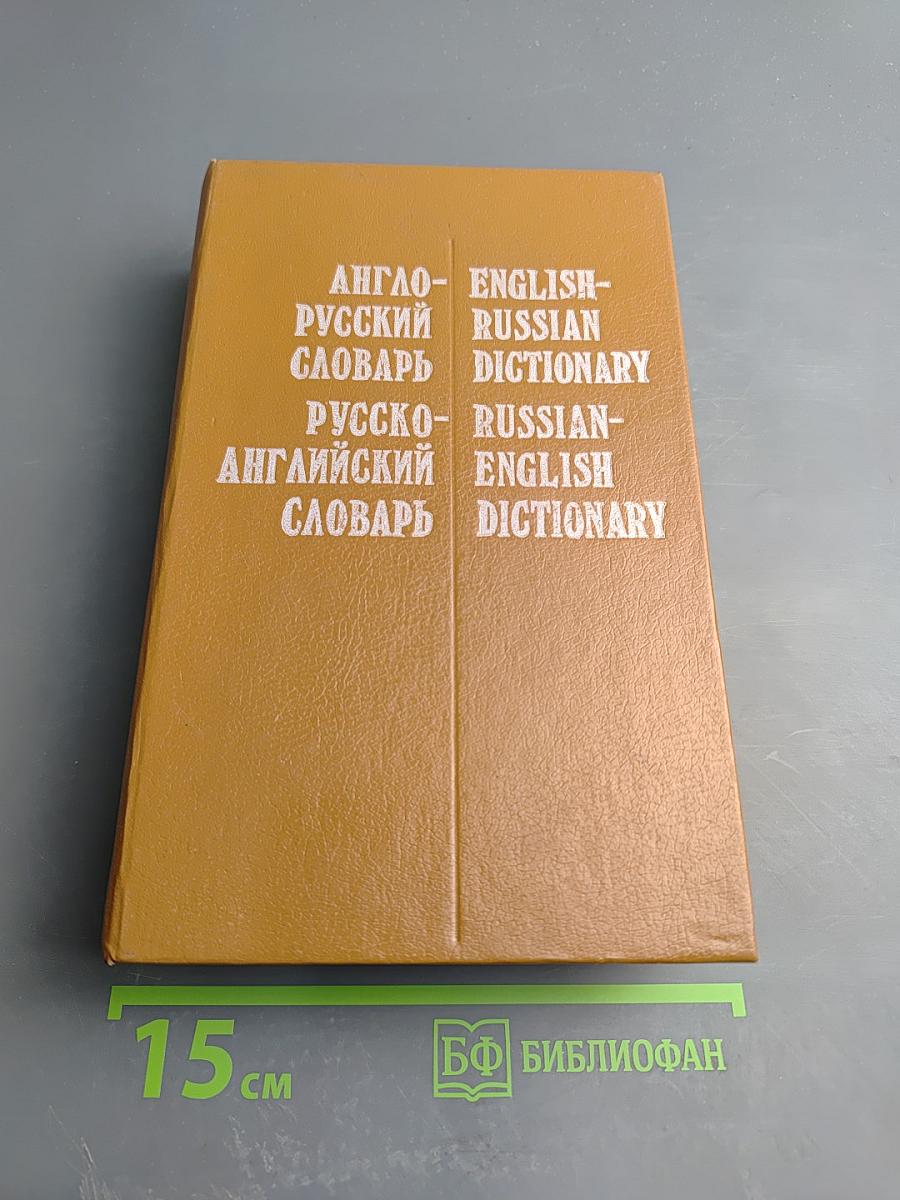 АНГЛО-
РУССКИЙ
СЛОВАРЬ
РУССКО-
АНГЛИЙСКИЙ
СЛОВАРЬ
ENGLISH-
RUSSIAN
DICTIONARY
RUSSIAN-
ENGLISH
DICTIONARY
15 см
БФ БИБЛИОФАН